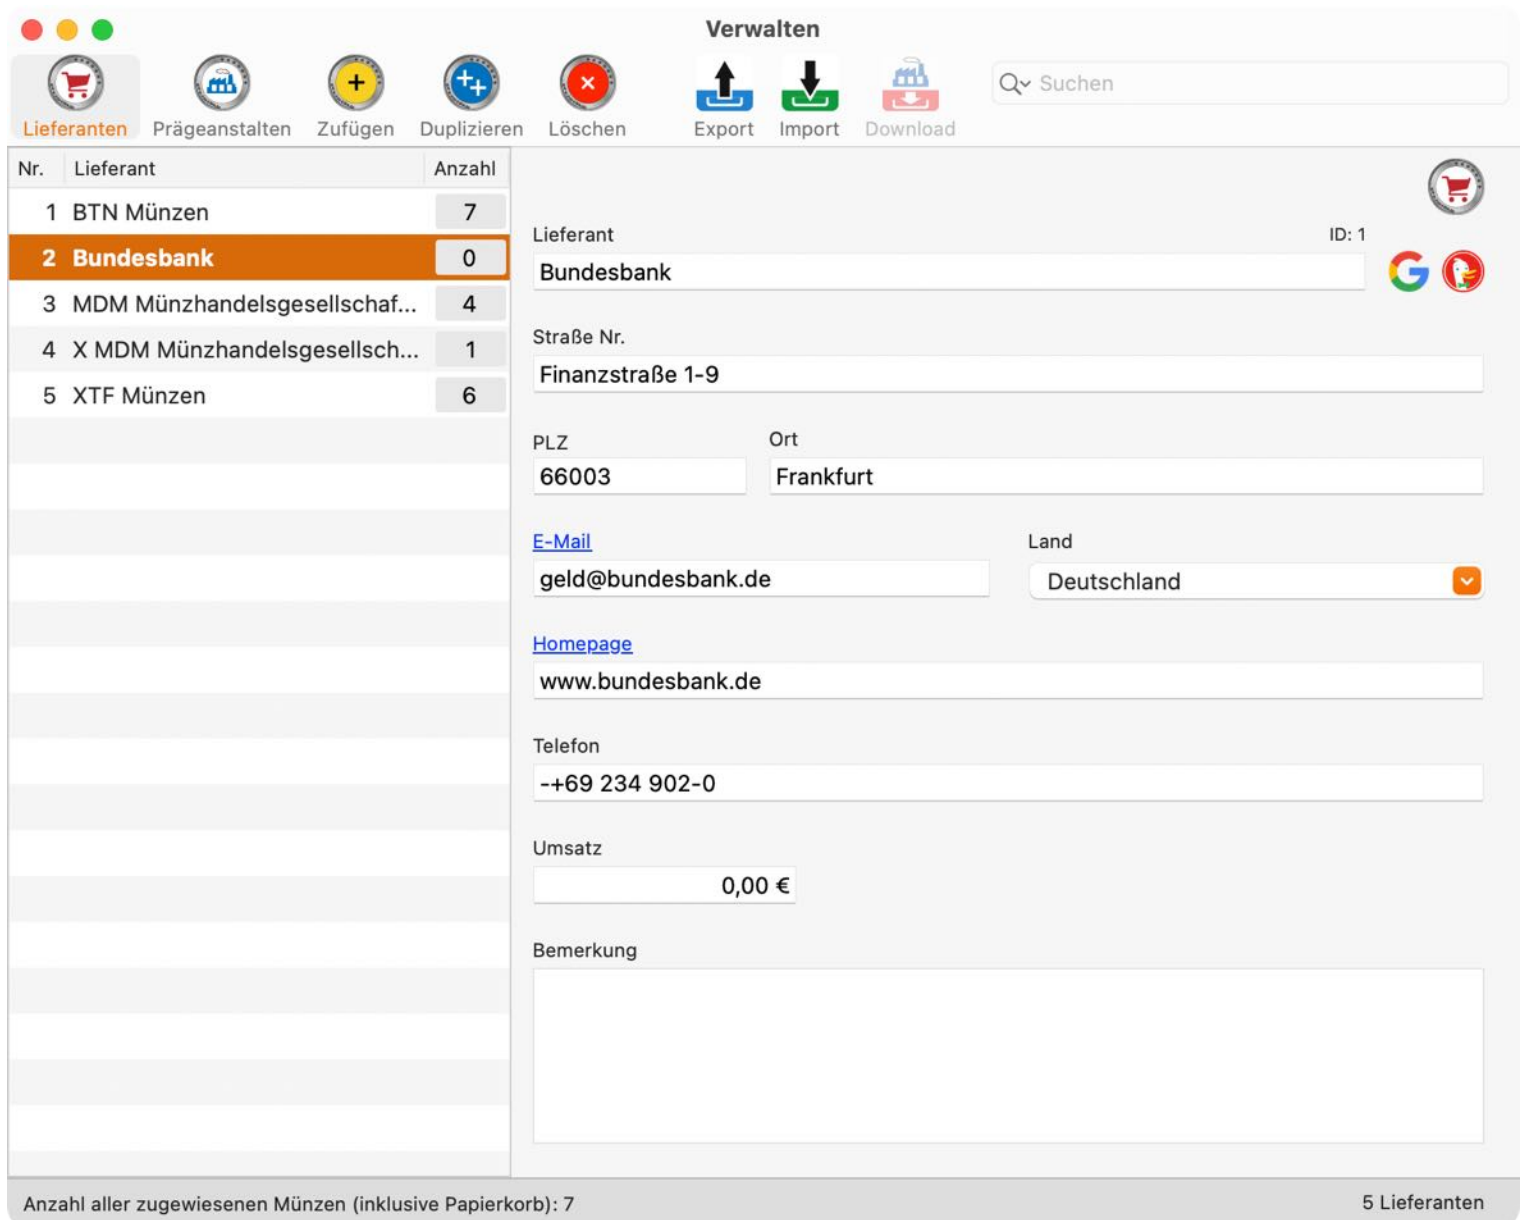 Verwalten
Lieferanten Prägeanstalten Zufügen Duplizieren Löschen Export Import Download Suchen
Nr. Lieferant Anzahl
1 BTN Münzen 7
2 Bundesbank 0
3 MDM Münzhandelsgesellschaf... 4
4 X MDM Münzhandelsgesellsch... 1
5 XTF Münzen 6
Lieferant ID: 1
Bundesbank
Straße Nr.
Finanzstraße 1-9
PLZ Ort
66003 Frankfurt
E-Mail Land
geld@bundesbank.de Deutschland
Homepage
www.bundesbank.de
Telefon
-+69 234 902-0
Umsatz
0,00 €
Bemerkung
Anzahl aller zugewiesenen Münzen (inklusive Papierkorb): 7 5 Lieferanten